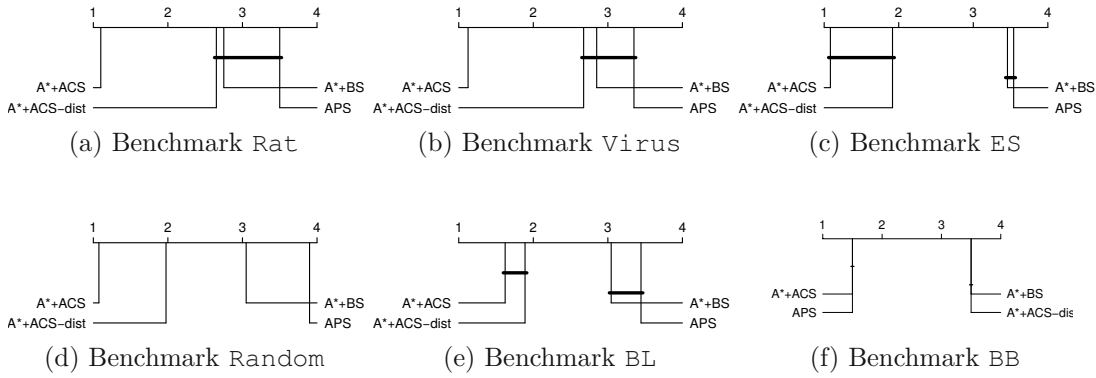 1 2 3 4
A*+ACS A*+BS
A*+ACS−dist APS
(a) Benchmark Rat
1 2 3 4
A*+ACS A*+BS
A*+ACS−dist APS
(b) Benchmark Virus
1 2 3 4
A*+ACS A*+BS
A*+ACS−dist APS
(c) Benchmark ES
1 2 3 4
A*+ACS A*+BS
A*+ACS−dist APS
(d) Benchmark Random
1 2 3 4
A*+ACS A*+BS
A*+ACS−dist APS
(e) Benchmark BL
1 2 3 4
A*+ACS A*+BS
APS A*+ACS−dis
(f) Benchmark BB